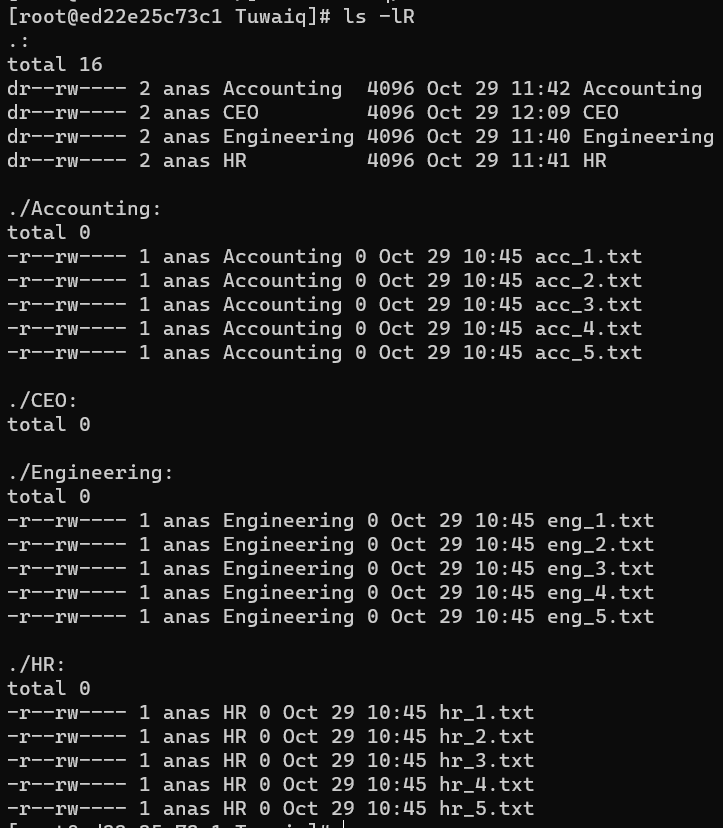 [root@ed22e25c73c1 Tuwaiq]# ls -lR
.:
total 16
dr--rw---- 2 anas Accounting  4096 Oct 29 11:42 Accounting
dr--rw---- 2 anas CEO         4096 Oct 29 12:09 CEO
dr--rw---- 2 anas Engineering 4096 Oct 29 11:40 Engineering
dr--rw---- 2 anas HR          4096 Oct 29 11:41 HR

./Accounting:
total 0
-r--rw---- 1 anas Accounting 0 Oct 29 10:45 acc_1.txt
-r--rw---- 1 anas Accounting 0 Oct 29 10:45 acc_2.txt
-r--rw---- 1 anas Accounting 0 Oct 29 10:45 acc_3.txt
-r--rw---- 1 anas Accounting 0 Oct 29 10:45 acc_4.txt
-r--rw---- 1 anas Accounting 0 Oct 29 10:45 acc_5.txt

./CEO:
total 0

./Engineering:
total 0
-r--rw---- 1 anas Engineering 0 Oct 29 10:45 eng_1.txt
-r--rw---- 1 anas Engineering 0 Oct 29 10:45 eng_2.txt
-r--rw---- 1 anas Engineering 0 Oct 29 10:45 eng_3.txt
-r--rw---- 1 anas Engineering 0 Oct 29 10:45 eng_4.txt
-r--rw---- 1 anas Engineering 0 Oct 29 10:45 eng_5.txt

./HR:
total 0
-r--rw---- 1 anas HR 0 Oct 29 10:45 hr_1.txt
-r--rw---- 1 anas HR 0 Oct 29 10:45 hr_2.txt
-r--rw---- 1 anas HR 0 Oct 29 10:45 hr_3.txt
-r--rw---- 1 anas HR 0 Oct 29 10:45 hr_4.txt
-r--rw---- 1 anas HR 0 Oct 29 10:45 hr_5.txt
[root@ed22e25c73c1 Tuwaiq]#